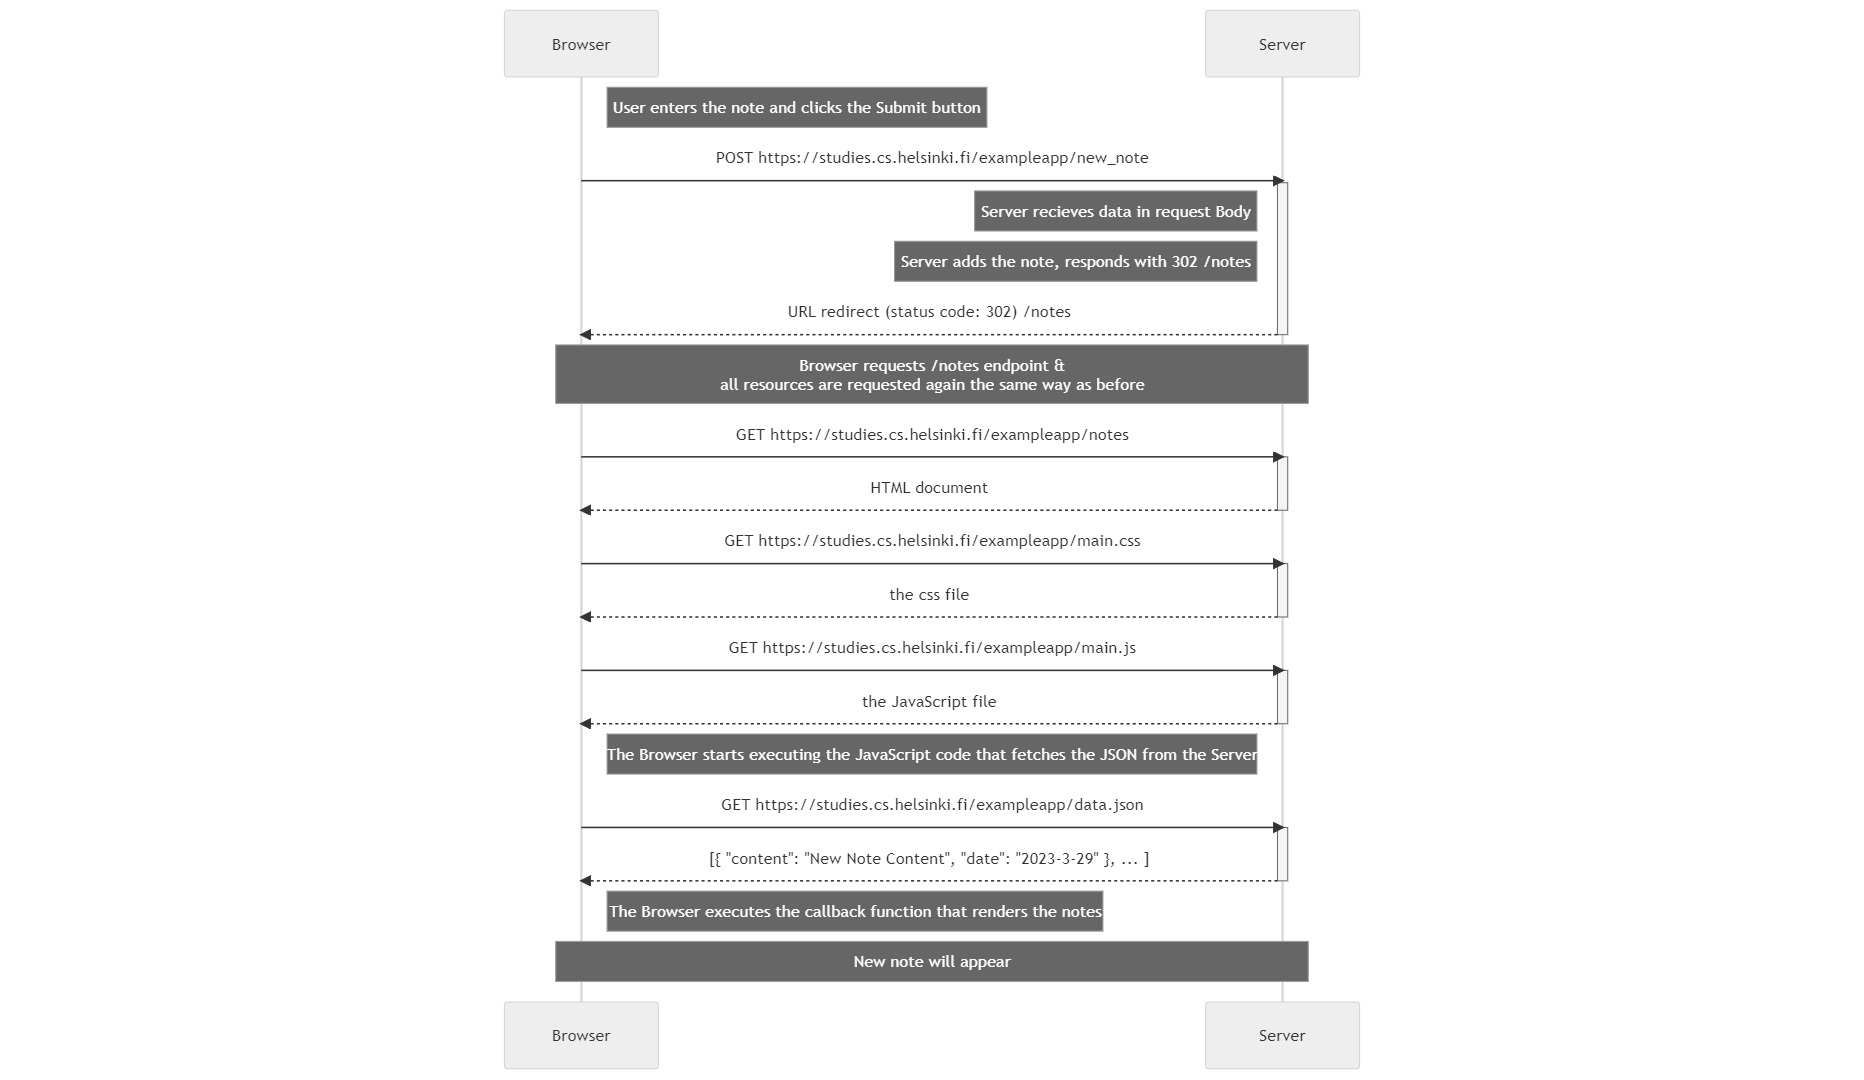 Browser
Server
User enters the note and clicks the Submit button
POST https://studies.cs.helsinki.fi/exampleapp/new_note
Server recieves data in request Body
Server adds the note, responds with 302 /notes
URL redirect (status code: 302) /notes
Browser requests /notes endpoint &
all resources are requested again the same way as before
GET https://studies.cs.helsinki.fi/exampleapp/notes
HTML document
GET https://studies.cs.helsinki.fi/exampleapp/main.css
the css file
GET https://studies.cs.helsinki.fi/exampleapp/main.js
the JavaScript file
The Browser starts executing the JavaScript code that fetches the JSON from the Server
GET https://studies.cs.helsinki.fi/exampleapp/data.json
[{ "content": "New Note Content", "date": "2023-3-29" }, ... ]
The Browser executes the callback function that renders the notes
New note will appear
Browser
Server